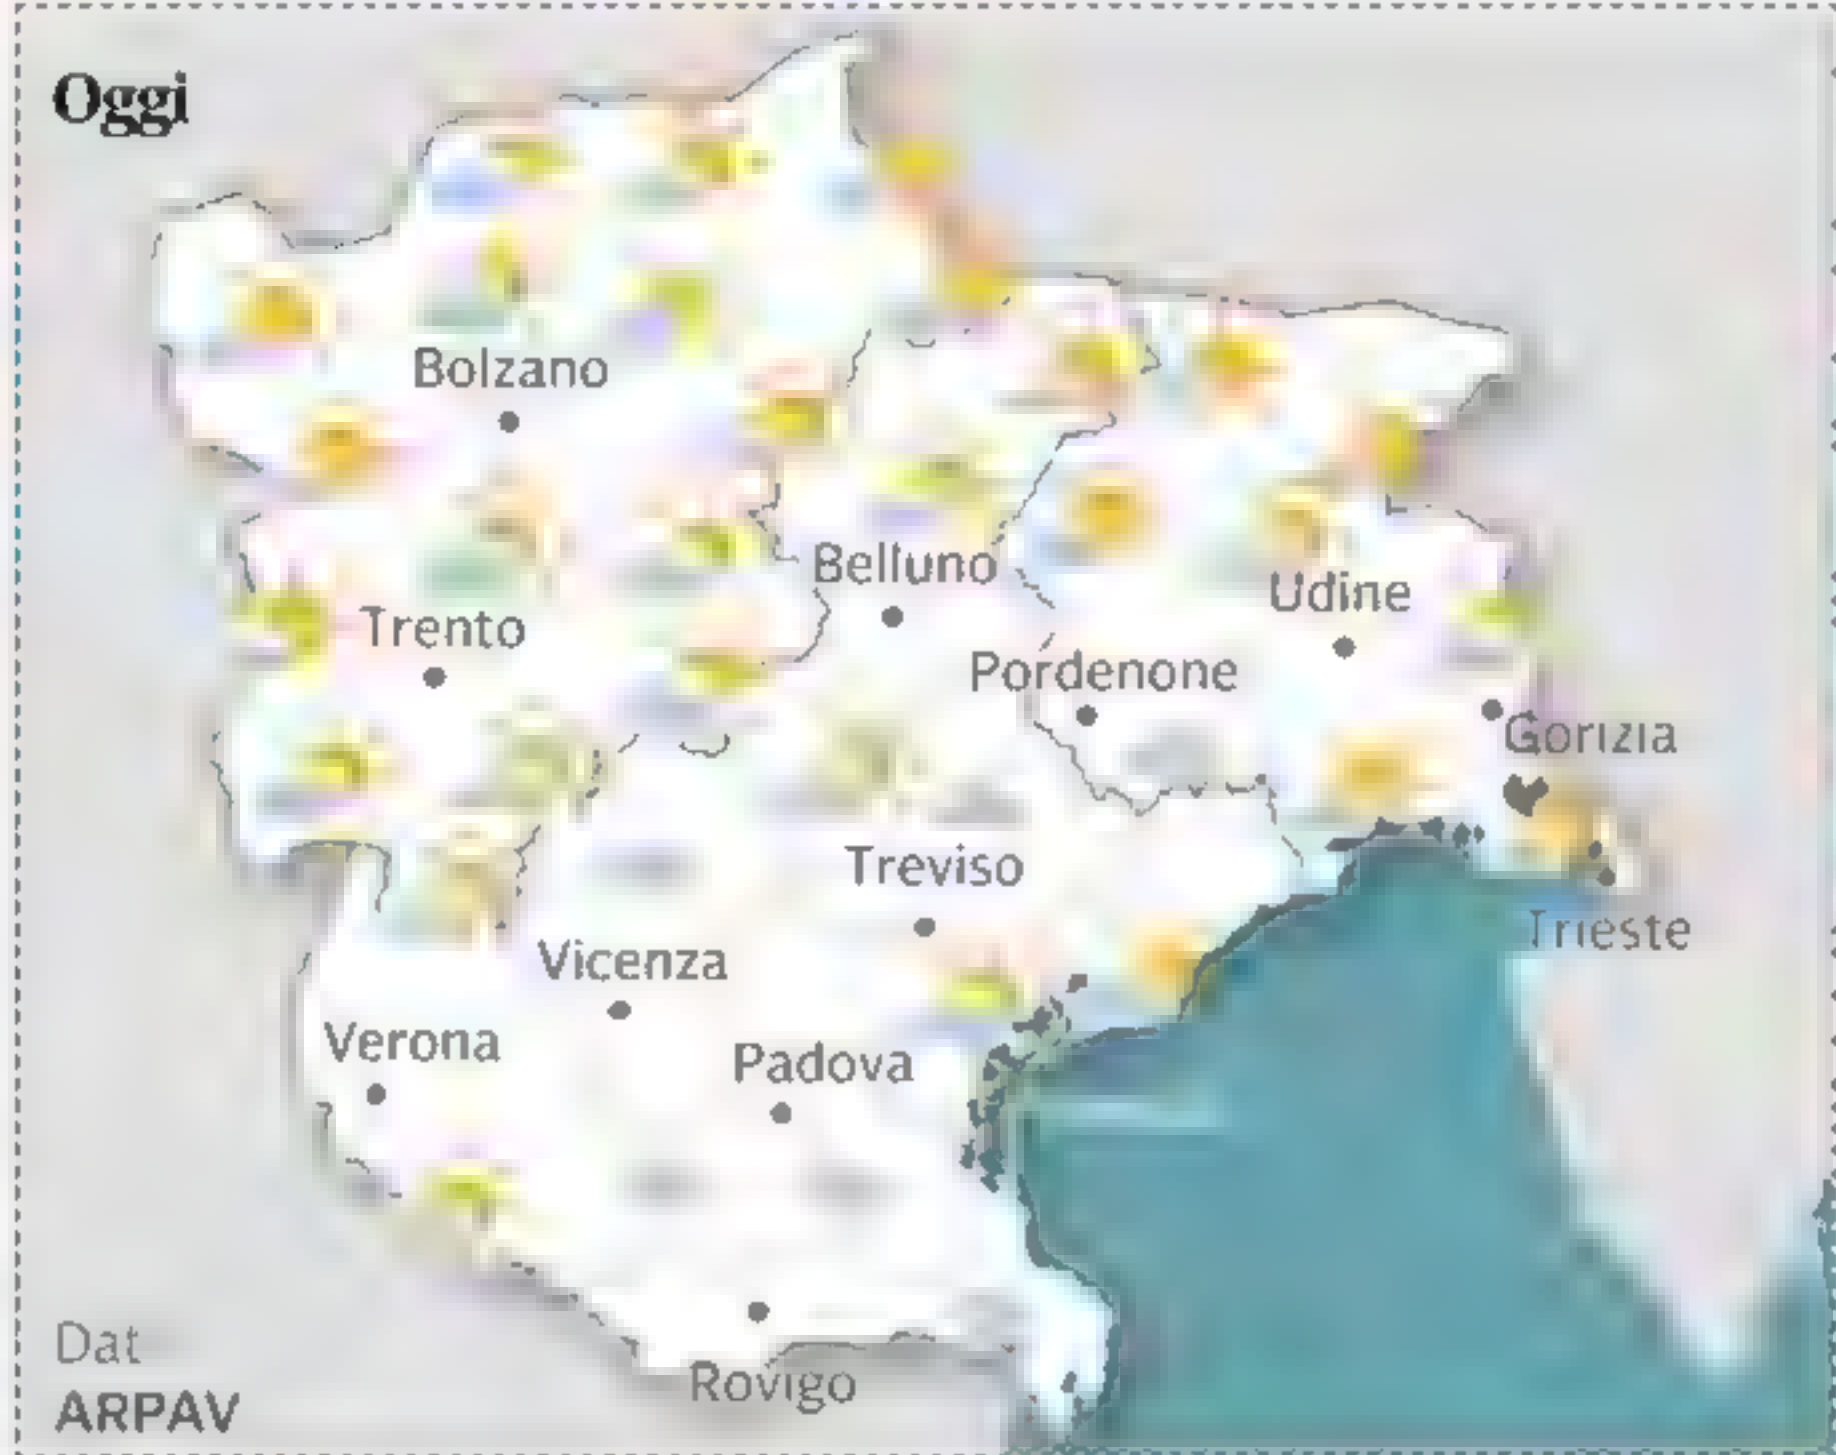 Oggi
Bolzano
Belluno
Udine
Trento
Pordenone
Gorizia
Treviso
Trieste
Vicenza
Verona
Padova
Rovigo
Dat
ARPAV